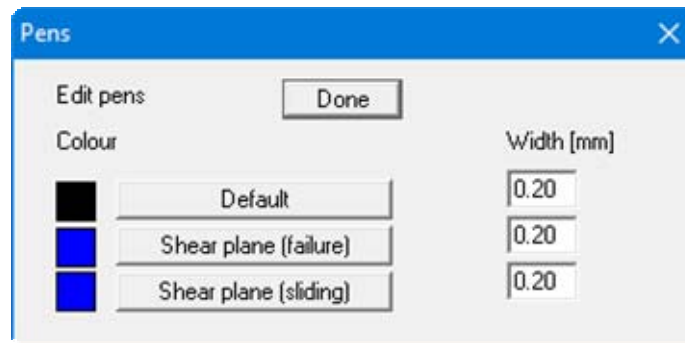 Pens
Edit pens Done
Colour Width [mm]
Default 0.20
Shear plane (failure) 0.20
Shear plane (sliding) 0.20